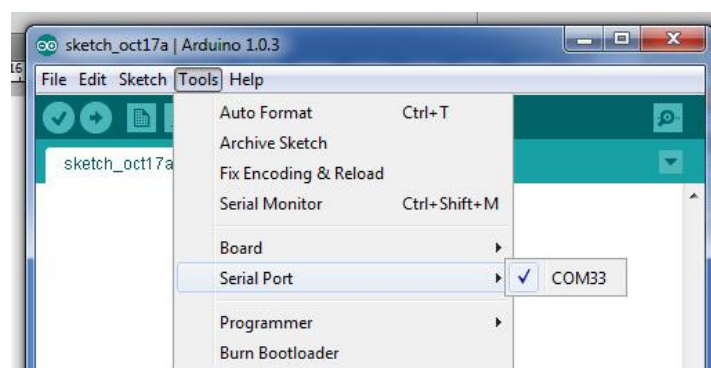 sketch_oct17a | Arduino 1.0.3
16
File Edit Sketch Tools Help
sketch_oct17a
Auto Format Ctrl+T
Archive Sketch
Fix Encoding & Reload
Serial Monitor Ctrl+Shift+M
Board
Serial Port
COM33
Programmer
Burn Bootloader